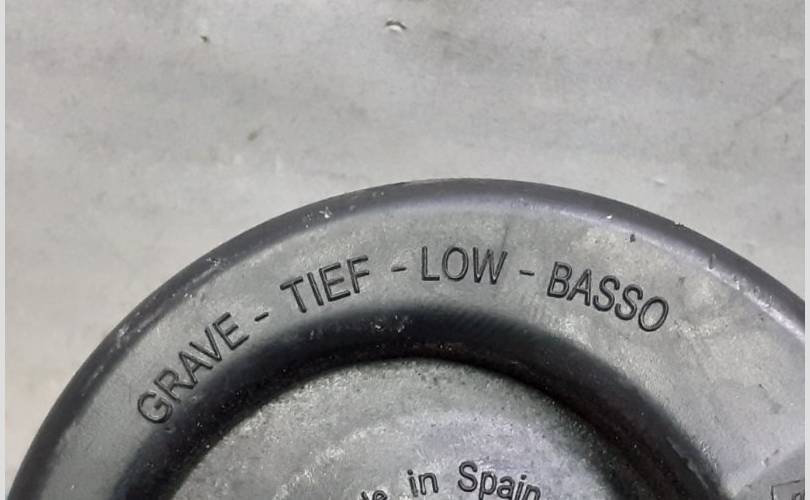 GRAVE - TIEF - LOW - BASSO
in Spain